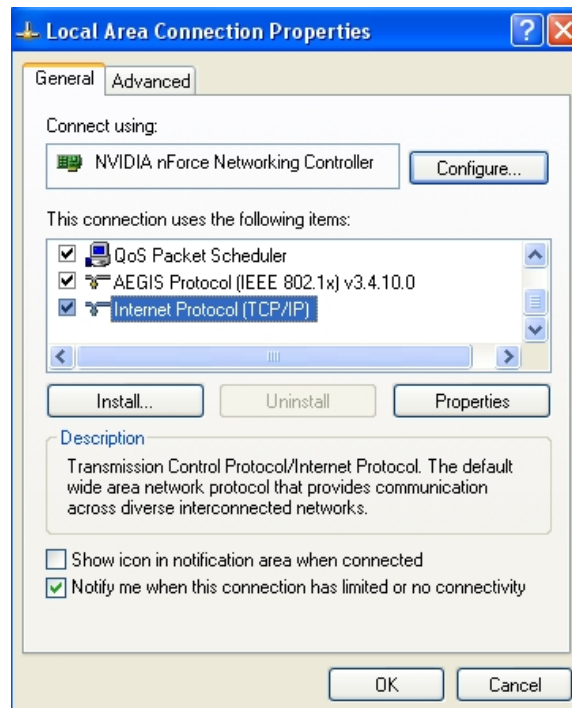 Local Area Connection Properties
General
Advanced
Connect using:
NVIDIA nForce Networking Controller
Configure...
This connection uses the following items:
QoS Packet Scheduler
AEGIS Protocol (IEEE 802.1x) v3.4.10.0
Internet Protocol (TCP/IP)
Install...
Uninstall
Properties
Description
Transmission Control Protocol/Internet Protocol. The default
wide area network protocol that provides communication
across diverse interconnected networks.
Show icon in notification area when connected
Notify me when this connection has limited or no connectivity
OK
Cancel